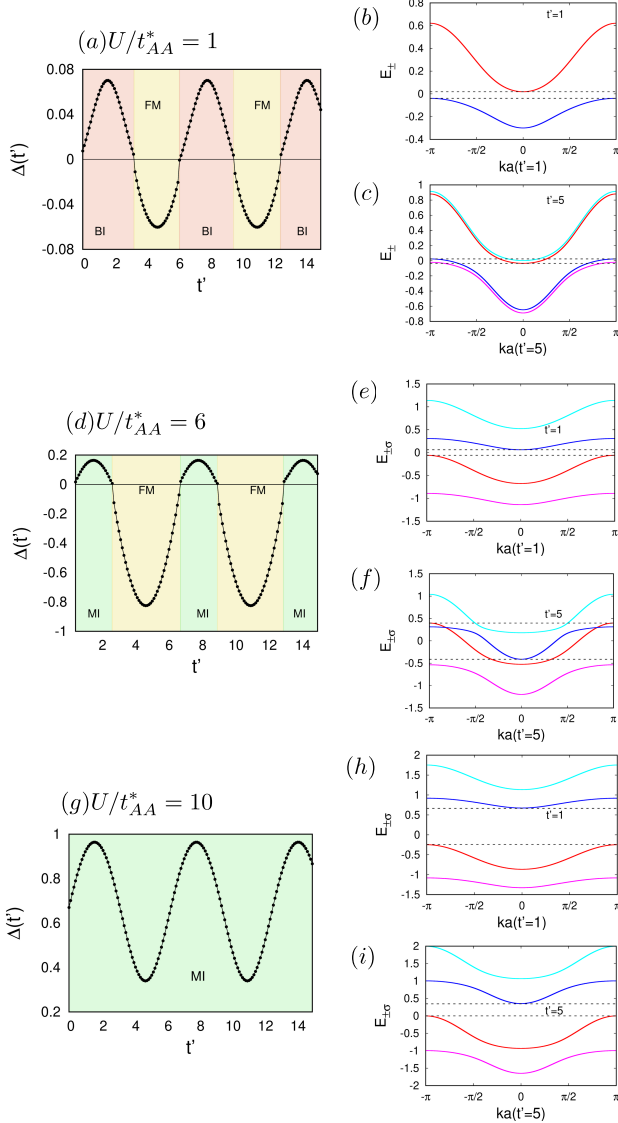 (a)U/t*_AA = 1
0.08
0.04
0
-0.04
-0.08
Δ(t')
FM
FM
BI
BI
BI
0 2 4 6 8 10 12 14
t'
(b)
0.8
0.6
0.4
0.2
0
-0.2
-0.4
E±
t'=1
-π -π/2 0 π/2 π
ka(t'=1)
(c)
1
0.8
0.6
0.4
0.2
0
-0.2
-0.4
-0.6
-0.8
E±
t'=5
-π -π/2 0 π/2 π
ka(t'=5)
(d)U/t*_AA = 6
0.2
0
-0.2
-0.4
-0.6
-0.8
-1
Δ(t')
FM
FM
MI
MI
MI
2 4 6 8 10 12 14
t'
(e)
1.5
1
0.5
0
-0.5
-1
-1.5
E±σ
t'=1
-π -π/2 0 π/2 π
ka(t'=1)
(f)
1.5
1
0.5
0
-0.5
-1
-1.5
E±σ
t'=5
-π -π/2 0 π/2 π
ka(t'=5)
(g)U/t*_AA = 10
1
0.8
0.6
0.4
0.2
Δ(t')
MI
0 2 4 6 8 10 12 14
t'
(h)
2
1.5
1
0.5
0
-0.5
-1
-1.5
E±σ
t'=1
-π -π/2 0 π/2 π
ka(t'=1)
(i)
2
1.5
1
0.5
0
-0.5
-1
-1.5
-2
E±σ
t'=5
-π -π/2 0 π/2 π
ka(t'=5)